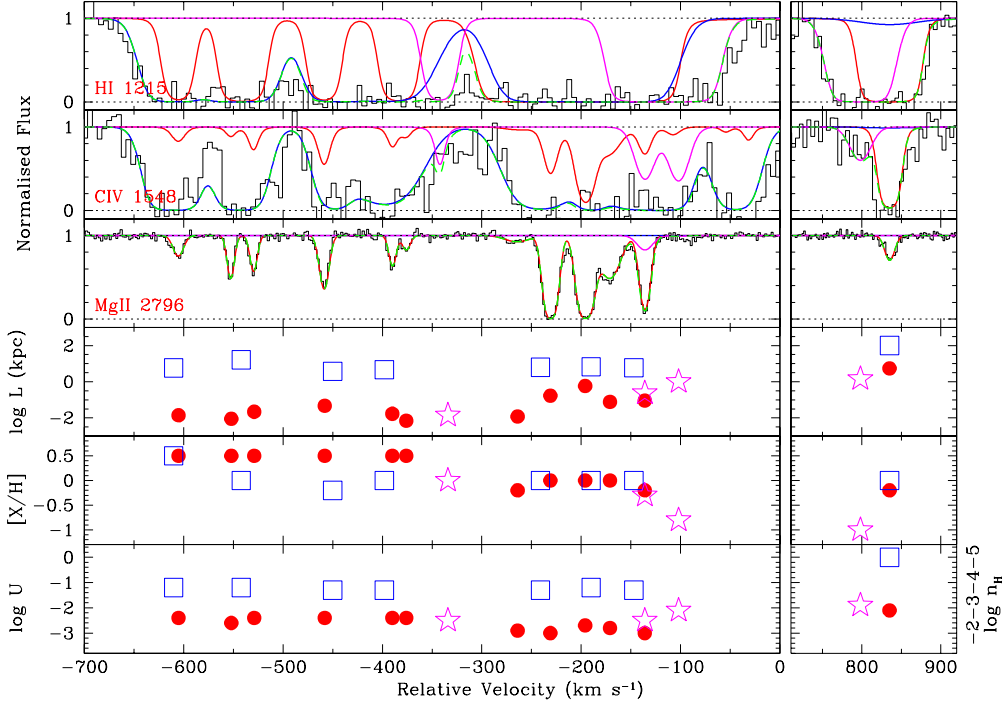 Normalised Flux
1
0
HI 1215
1
0
CIV 1548
1
0
MgII 2796
log L (kpc)
2
0
−2
[X/H]
0.5
0
−0.5
−1
log U
0
−1
−2
−3
−2−3−4−5
log n_H
−700 −600 −500 −400 −300 −200 −100 0 800 900
Relative Velocity (km s⁻¹)